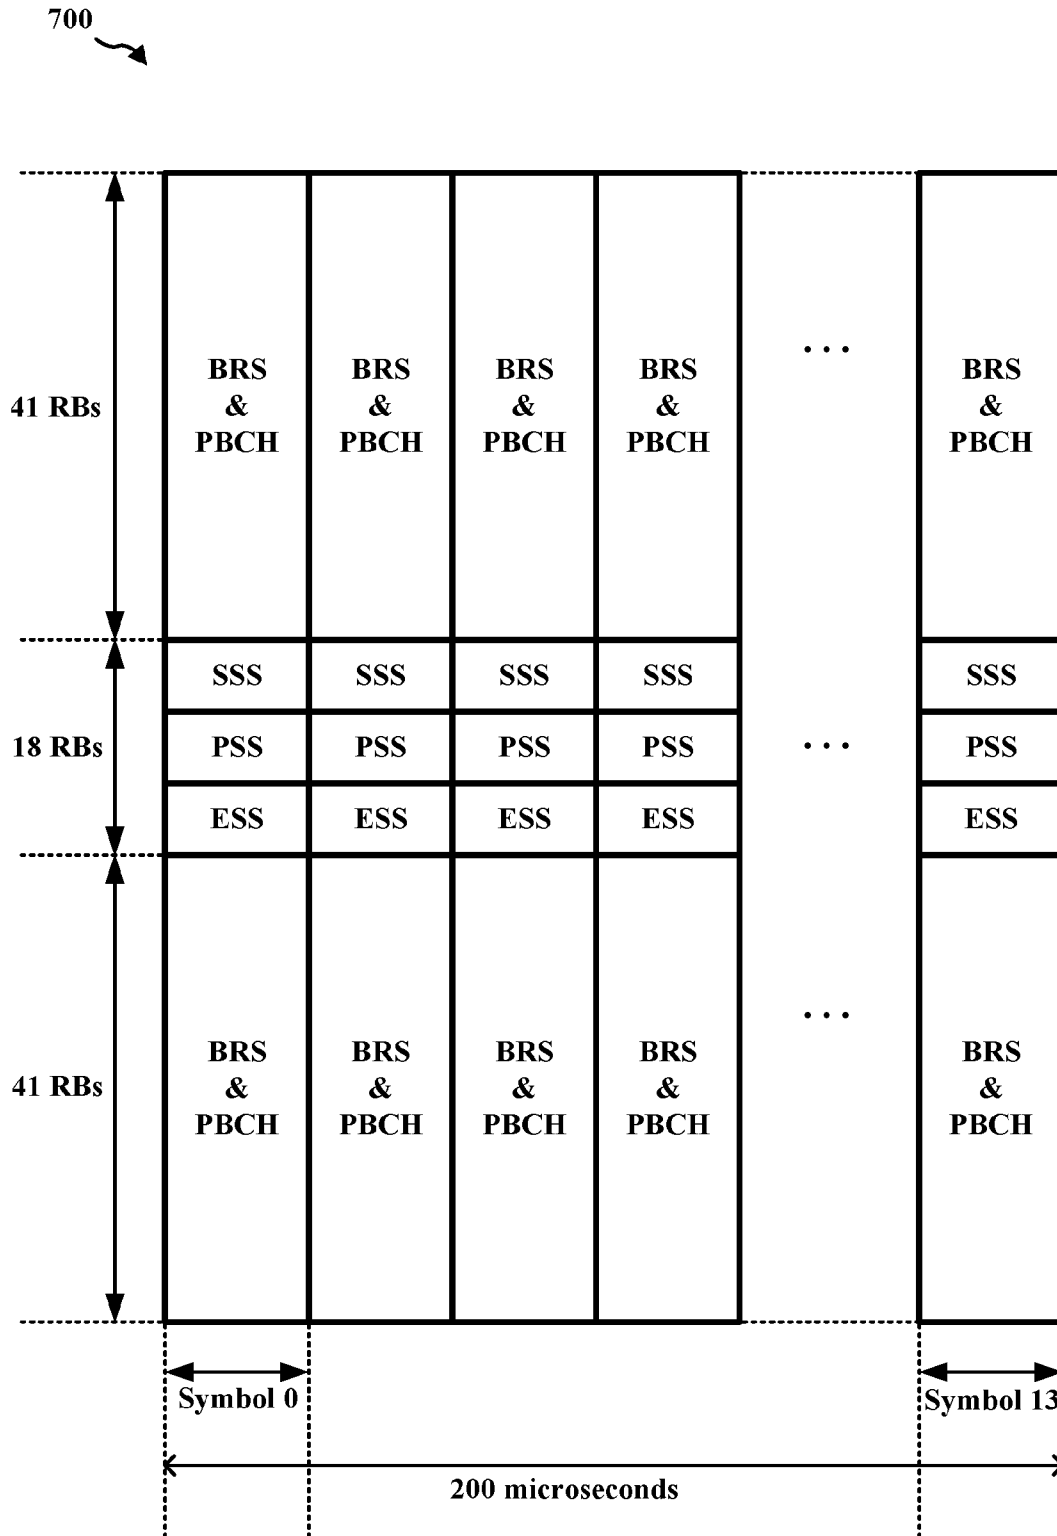 700
BRS BRS BRS BRS BRS
& & & & &
PBCH PBCH PBCH PBCH PBCH
. . .
41 RBs
SSS SSS SSS SSS SSS
18 RBs PSS PSS PSS PSS . . . PSS
ESS ESS ESS ESS ESS
. . .
BRS BRS BRS BRS BRS
41 RBs & & & & &
PBCH PBCH PBCH PBCH PBCH
Symbol 0 Symbol 13
200 microseconds